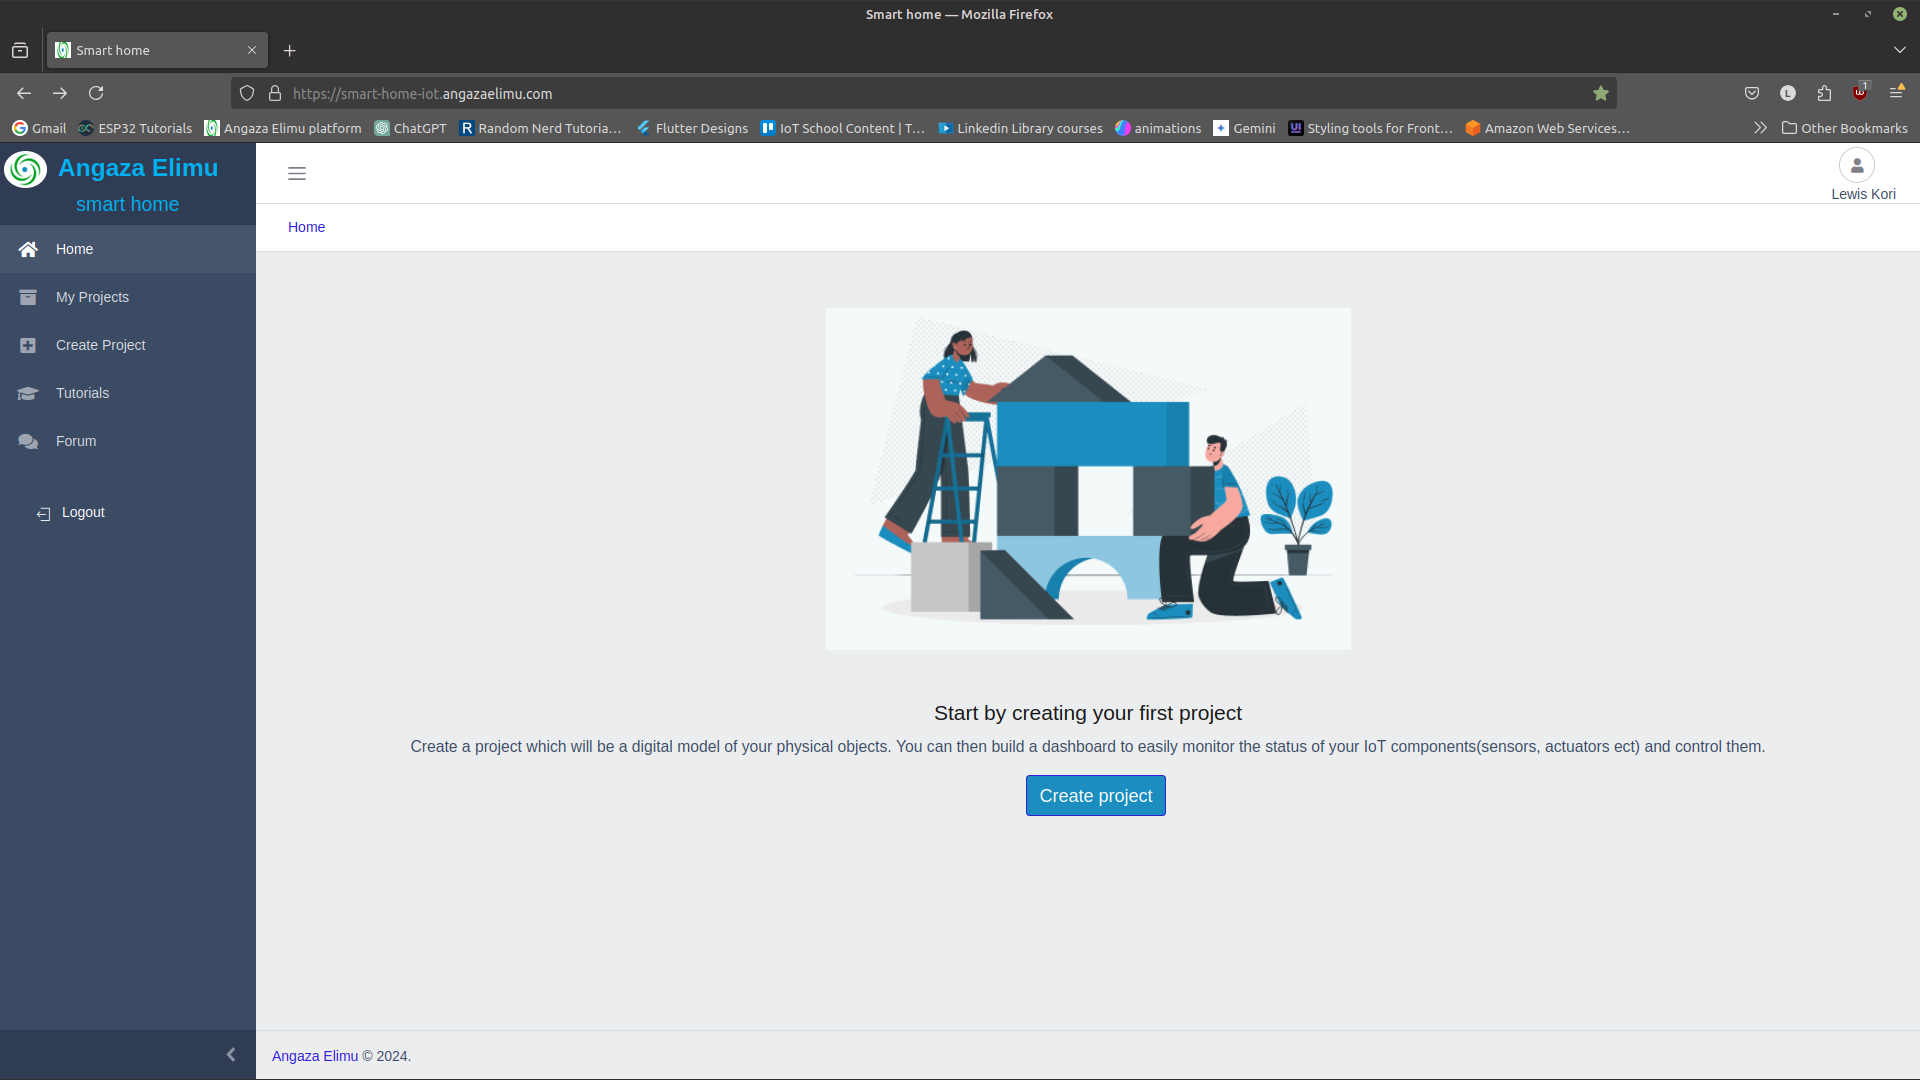 Smart home — Mozilla Firefox
Smart home
https://smart-home-iot.angazaelimu.com
L
1
Gmail
ESP32 Tutorials
Angaza Elimu platform
ChatGPT
R Random Nerd Tutoria…
Flutter Designs
IoT School Content | T…
Linkedin Library courses
animations
Gemini
UI Styling tools for Front…
Amazon Web Services…
Other Bookmarks
Angaza Elimu
smart home
Lewis Kori
Home
Home
My Projects
Create Project
Tutorials
Forum
Logout
Start by creating your first project
Create a project which will be a digital model of your physical objects. You can then build a dashboard to easily monitor the status of your IoT components(sensors, actuators ect) and control them.
Create project
Angaza Elimu © 2024.